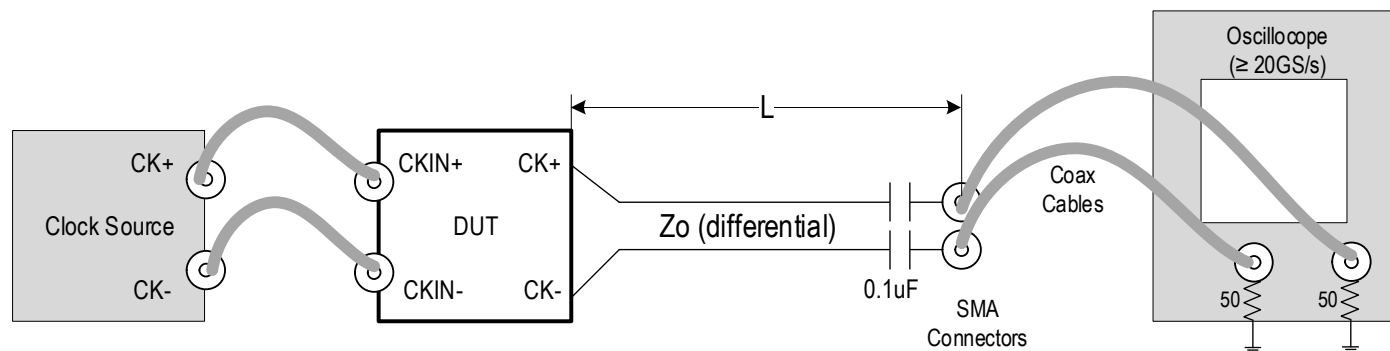 Oscillocope
(≥ 20GS/s)
L
CK+
CKIN+
CK+
Coax
Cables
Clock Source
DUT
Zo (differential)
CK-
CKIN-
CK-
0.1uF
50
50
SMA
Connectors